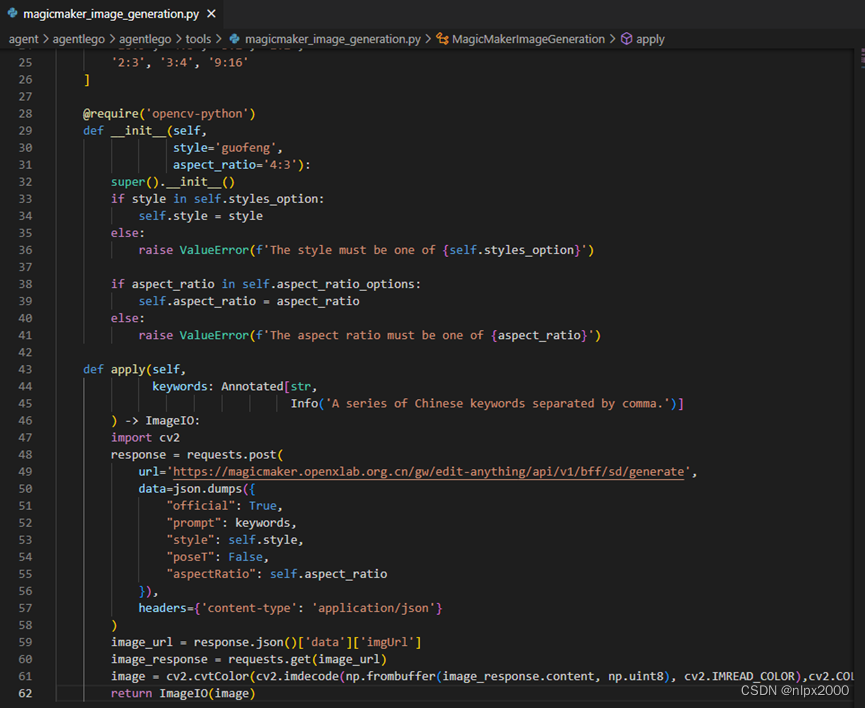 magicmaker_image_generation.py ×
agent > agentlego > agentlego > tools > magicmaker_image_generation.py > MagicMakerImageGeneration > apply
25 '2:3', '3:4', '9:16'
26 ]
27
28 @require('opencv-python')
29 def __init__(self,
30 style='guofeng',
31 aspect_ratio='4:3'):
32 super().__init__()
33 if style in self.styles_option:
34 self.style = style
35 else:
36 raise ValueError(f'The style must be one of {self.styles_option}')
37
38 if aspect_ratio in self.aspect_ratio_options:
39 self.aspect_ratio = aspect_ratio
40 else:
41 raise ValueError(f'The aspect ratio must be one of {aspect_ratio}')
42
43 def apply(self,
44 keywords: Annotated[str,
45 Info('A series of Chinese keywords separated by comma.')]
46 ) -> ImageIO:
47 import cv2
48 response = requests.post(
49 url='https://magicmaker.openxlab.org.cn/gw/edit-anything/api/v1/bff/sd/generate',
50 data=json.dumps({
51 "official": True,
52 "prompt": keywords,
53 "style": self.style,
54 "poseT": False,
55 "aspectRatio": self.aspect_ratio
56 }),
57 headers={'content-type': 'application/json'}
58 )
59 image_url = response.json()['data']['imgUrl']
60 image_response = requests.get(image_url)
61 image = cv2.cvtColor(cv2.imdecode(np.frombuffer(image_response.content, np.uint8), cv2.IMREAD_COLOR),cv2.COL
62 return ImageIO(image)
CSDN @nlpx2000